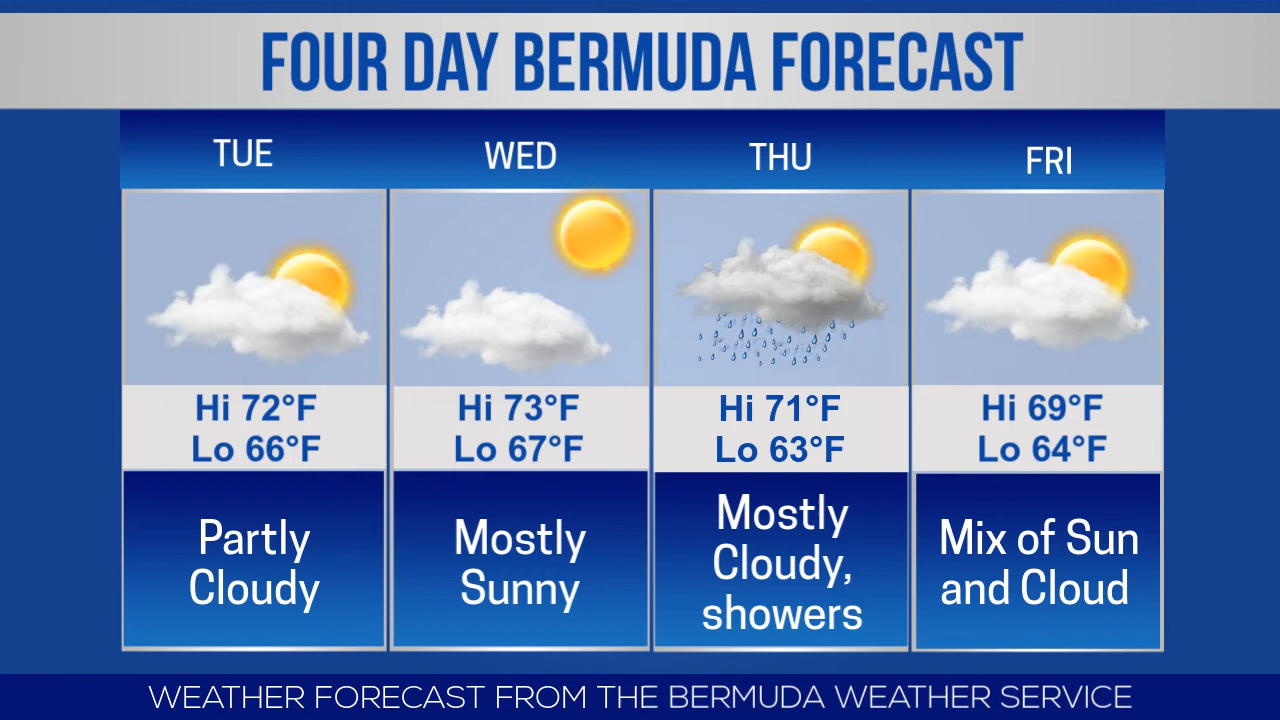 FOUR DAY BERMUDA FORECAST
TUE
WED
THU
FRI
Hi 72°F
Lo 66°F
Hi 73°F
Lo 67°F
Hi 71°F
Lo 63°F
Hi 69°F
Lo 64°F
Partly
Cloudy
Mostly
Sunny
Mostly
Cloudy,
showers
Mix of Sun
and Cloud
WEATHER FORECAST FROM THE BERMUDA WEATHER SERVICE